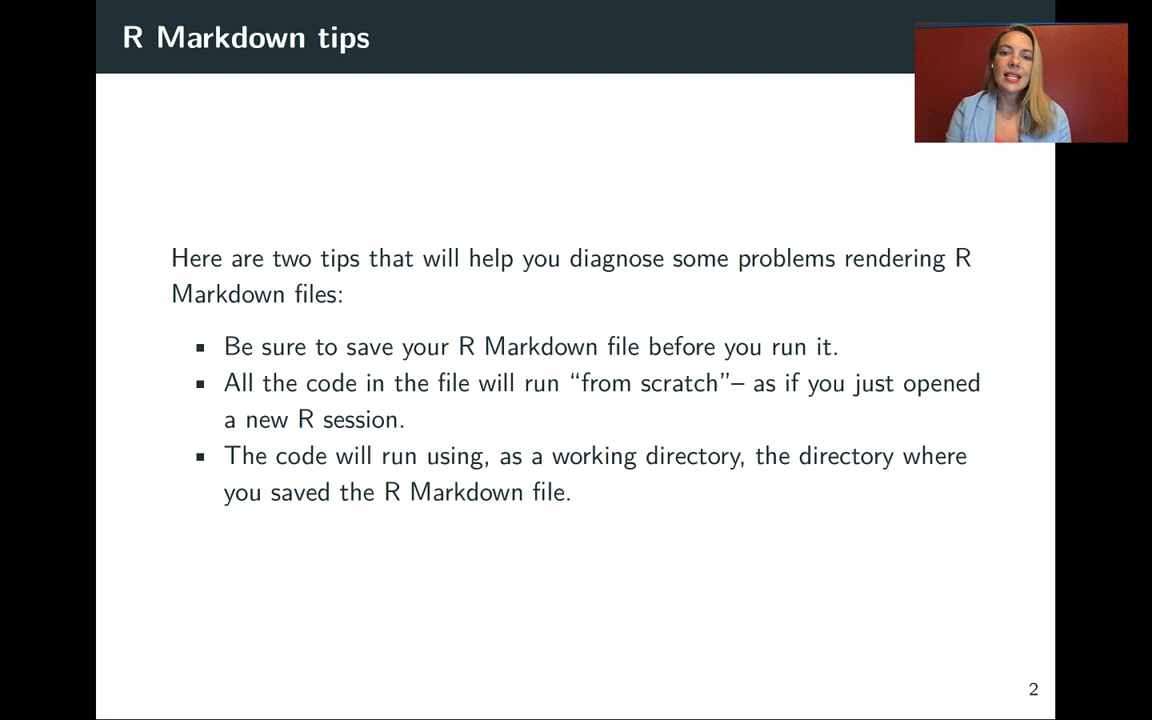 R Markdown tips
Here are two tips that will help you diagnose some problems rendering R
Markdown files:
▪ Be sure to save your R Markdown file before you run it.
▪ All the code in the file will run “from scratch”– as if you just opened
a new R session.
▪ The code will run using, as a working directory, the directory where
you saved the R Markdown file.
2